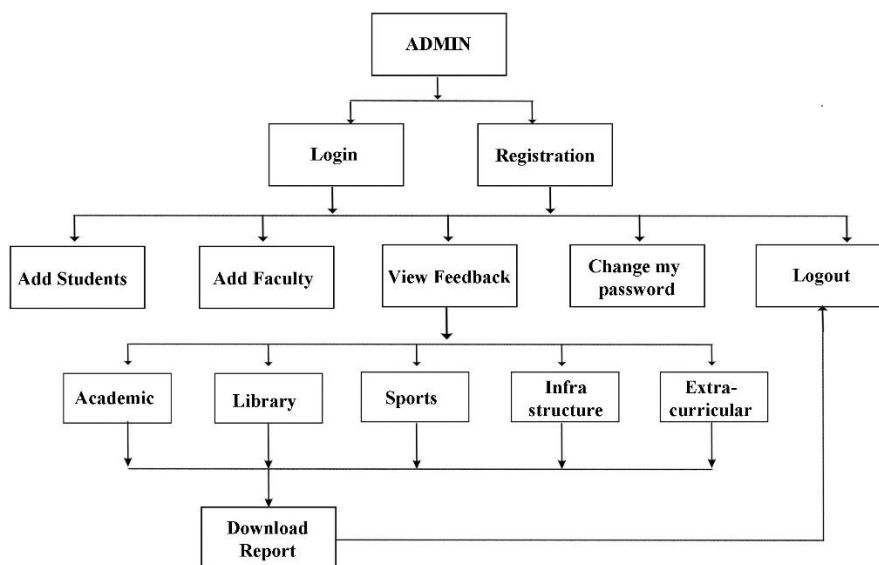 ADMIN
Login
Registration
Add Students
Add Faculty
View Feedback
Change my
password
Logout
Academic
Library
Sports
Infra
structure
Extra-
curricular
Download
Report